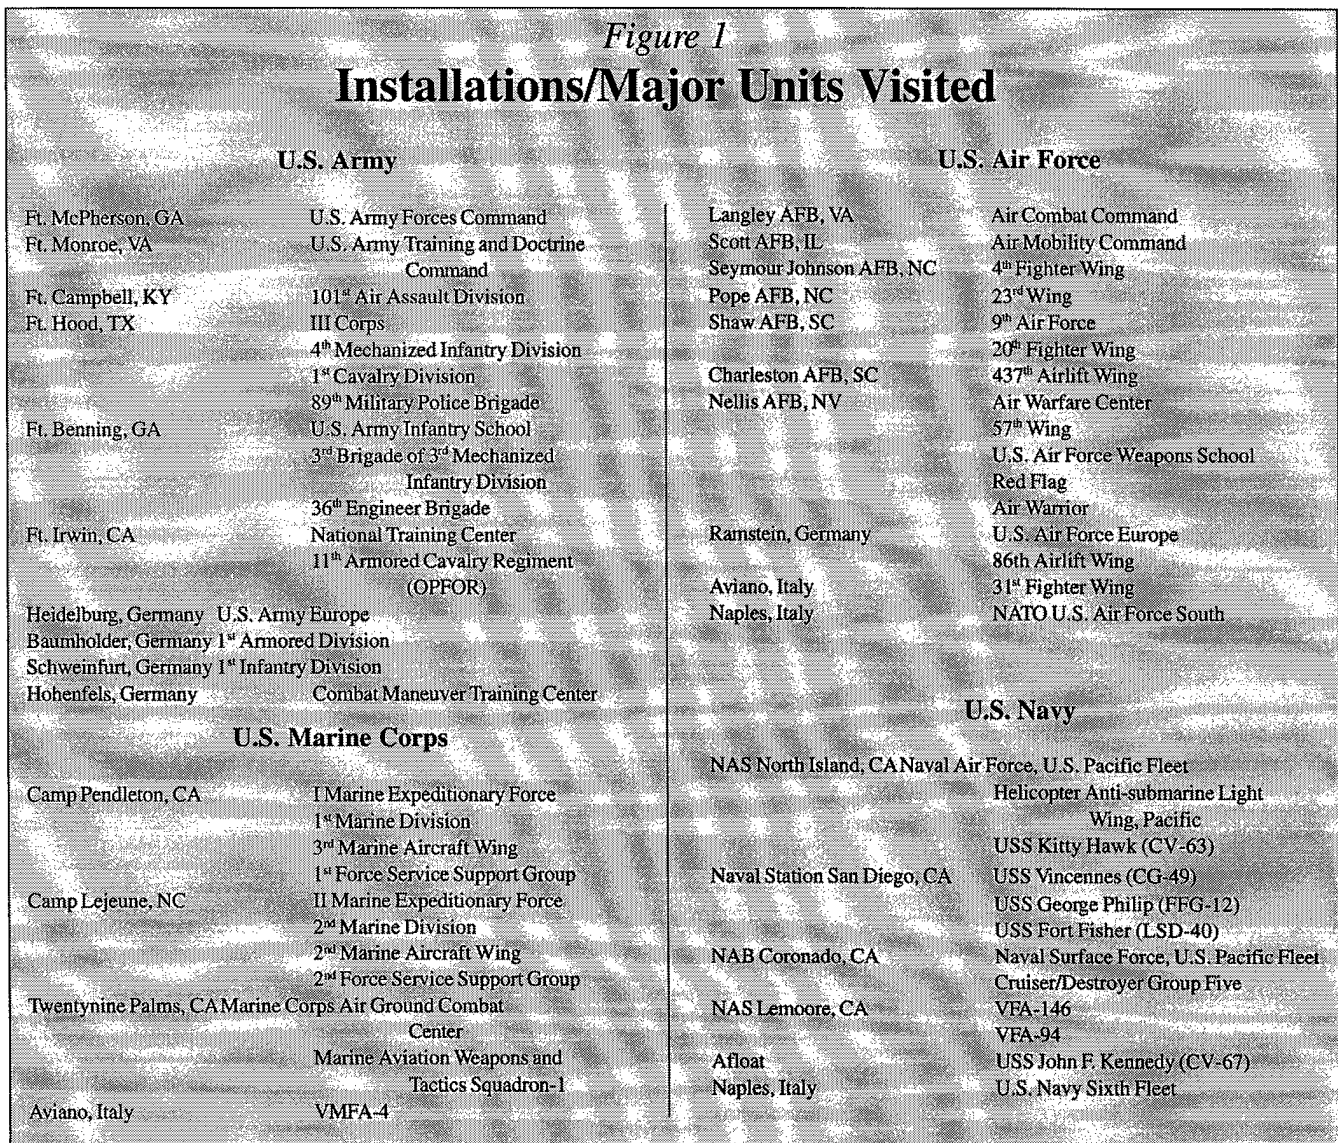 Figure 1
Installations/Major Units Visited
U.S. Army
Ft. McPherson, GA U.S. Army Forces Command
Ft. Monroe, VA U.S. Army Training and Doctrine
Command
Ft. Campbell, KY 101st Air Assault Division
Ft. Hood, TX III Corps
4th Mechanized Infantry Division
1st Cavalry Division
89th Military Police Brigade
Ft. Benning, GA U.S. Army Infantry School
3rd Brigade of 3rd Mechanized
Infantry Division
36th Engineer Brigade
Ft. Irwin, CA National Training Center
11th Armored Cavalry Regiment
(OPFOR)
Heidelburg, Germany U.S. Army Europe
Baumholder, Germany 1st Armored Division
Schweinfurt, Germany 1st Infantry Division
Hohenfels, Germany Combat Maneuver Training Center
U.S. Marine Corps
Camp Pendleton, CA I Marine Expeditionary Force
1st Marine Division
3rd Marine Aircraft Wing
1st Force Service Support Group
Camp Lejeune, NC II Marine Expeditionary Force
2nd Marine Division
2nd Marine Aircraft Wing
2nd Force Service Support Group
Twentynine Palms, CA Marine Corps Air Ground Combat
Center
Marine Aviation Weapons and
Tactics Squadron-1
Aviano, Italy VMFA-4
U.S. Air Force
Langley AFB, VA Air Combat Command
Scott AFB, IL Air Mobility Command
Seymour Johnson AFB, NC 4th Fighter Wing
Pope AFB, NC 23rd Wing
Shaw AFB, SC 9th Air Force
20th Fighter Wing
Charleston AFB, SC 437th Airlift Wing
Nellis AFB, NV Air Warfare Center
57th Wing
U.S. Air Force Weapons School
Red Flag
Air Warrior
Ramstein, Germany U.S. Air Force Europe
86th Airlift Wing
Aviano, Italy 31st Fighter Wing
Naples, Italy NATO U.S. Air Force South
U.S. Navy
NAS North Island, CA Naval Air Force, U.S. Pacific Fleet
Helicopter Anti-submarine Light
Wing, Pacific
USS Kitty Hawk (CV-63)
Naval Station San Diego, CA USS Vincennes (CG-49)
USS George Philip (FFG-12)
USS Fort Fisher (LSD-40)
NAB Coronado, CA Naval Surface Force, U.S. Pacific Fleet
Cruiser/Destroyer Group Five
NAS Lemoore, CA VFA-146
VFA-94
Afloat USS John F. Kennedy (CV-67)
Naples, Italy U.S. Navy Sixth Fleet